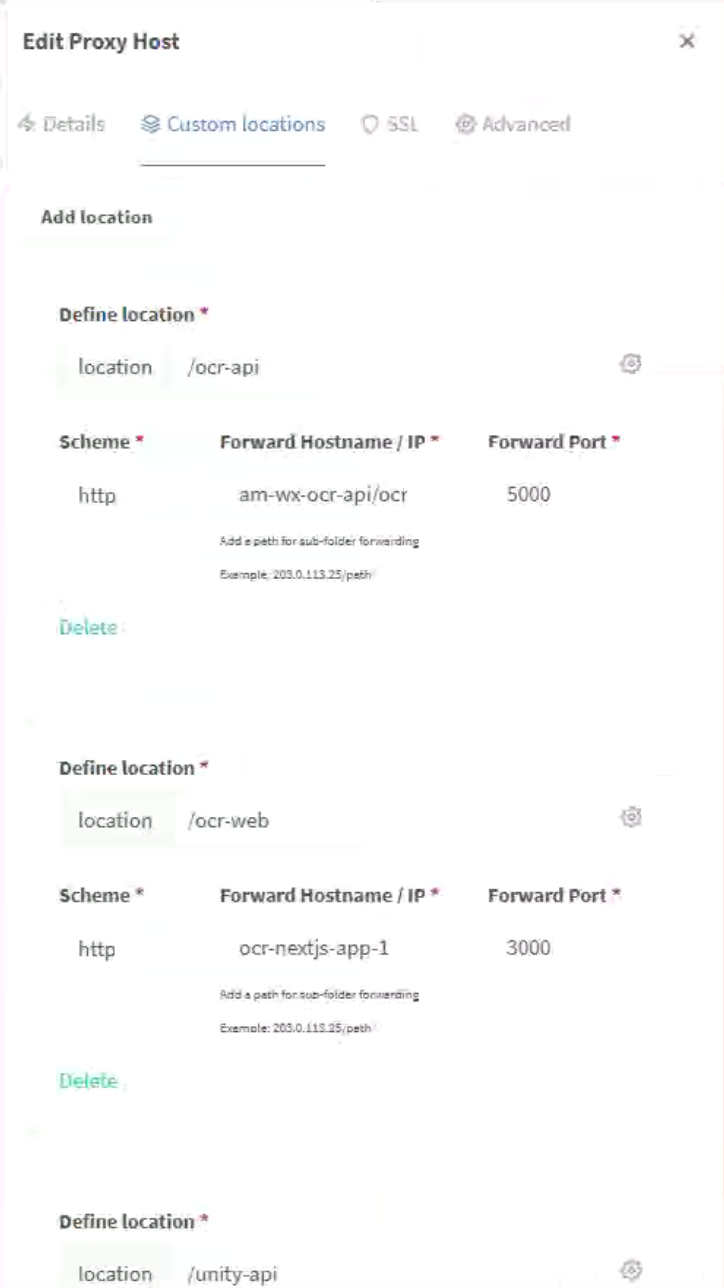 Edit Proxy Host ×
Details Custom locations SSL Advanced
Add location
Define location *
location /ocr-api
Scheme * Forward Hostname / IP * Forward Port *
http am-wx-ocr-api/ocr 5000
Add a path for sub-folder forwarding
Example: 203.0.113.25/path
Delete
Define location *
location /ocr-web
Scheme * Forward Hostname / IP * Forward Port *
http ocr-nextjs-app-1 3000
Add a path for sub-folder forwarding
Example: 203.0.113.25/path
Delete
Define location *
location /unity-api